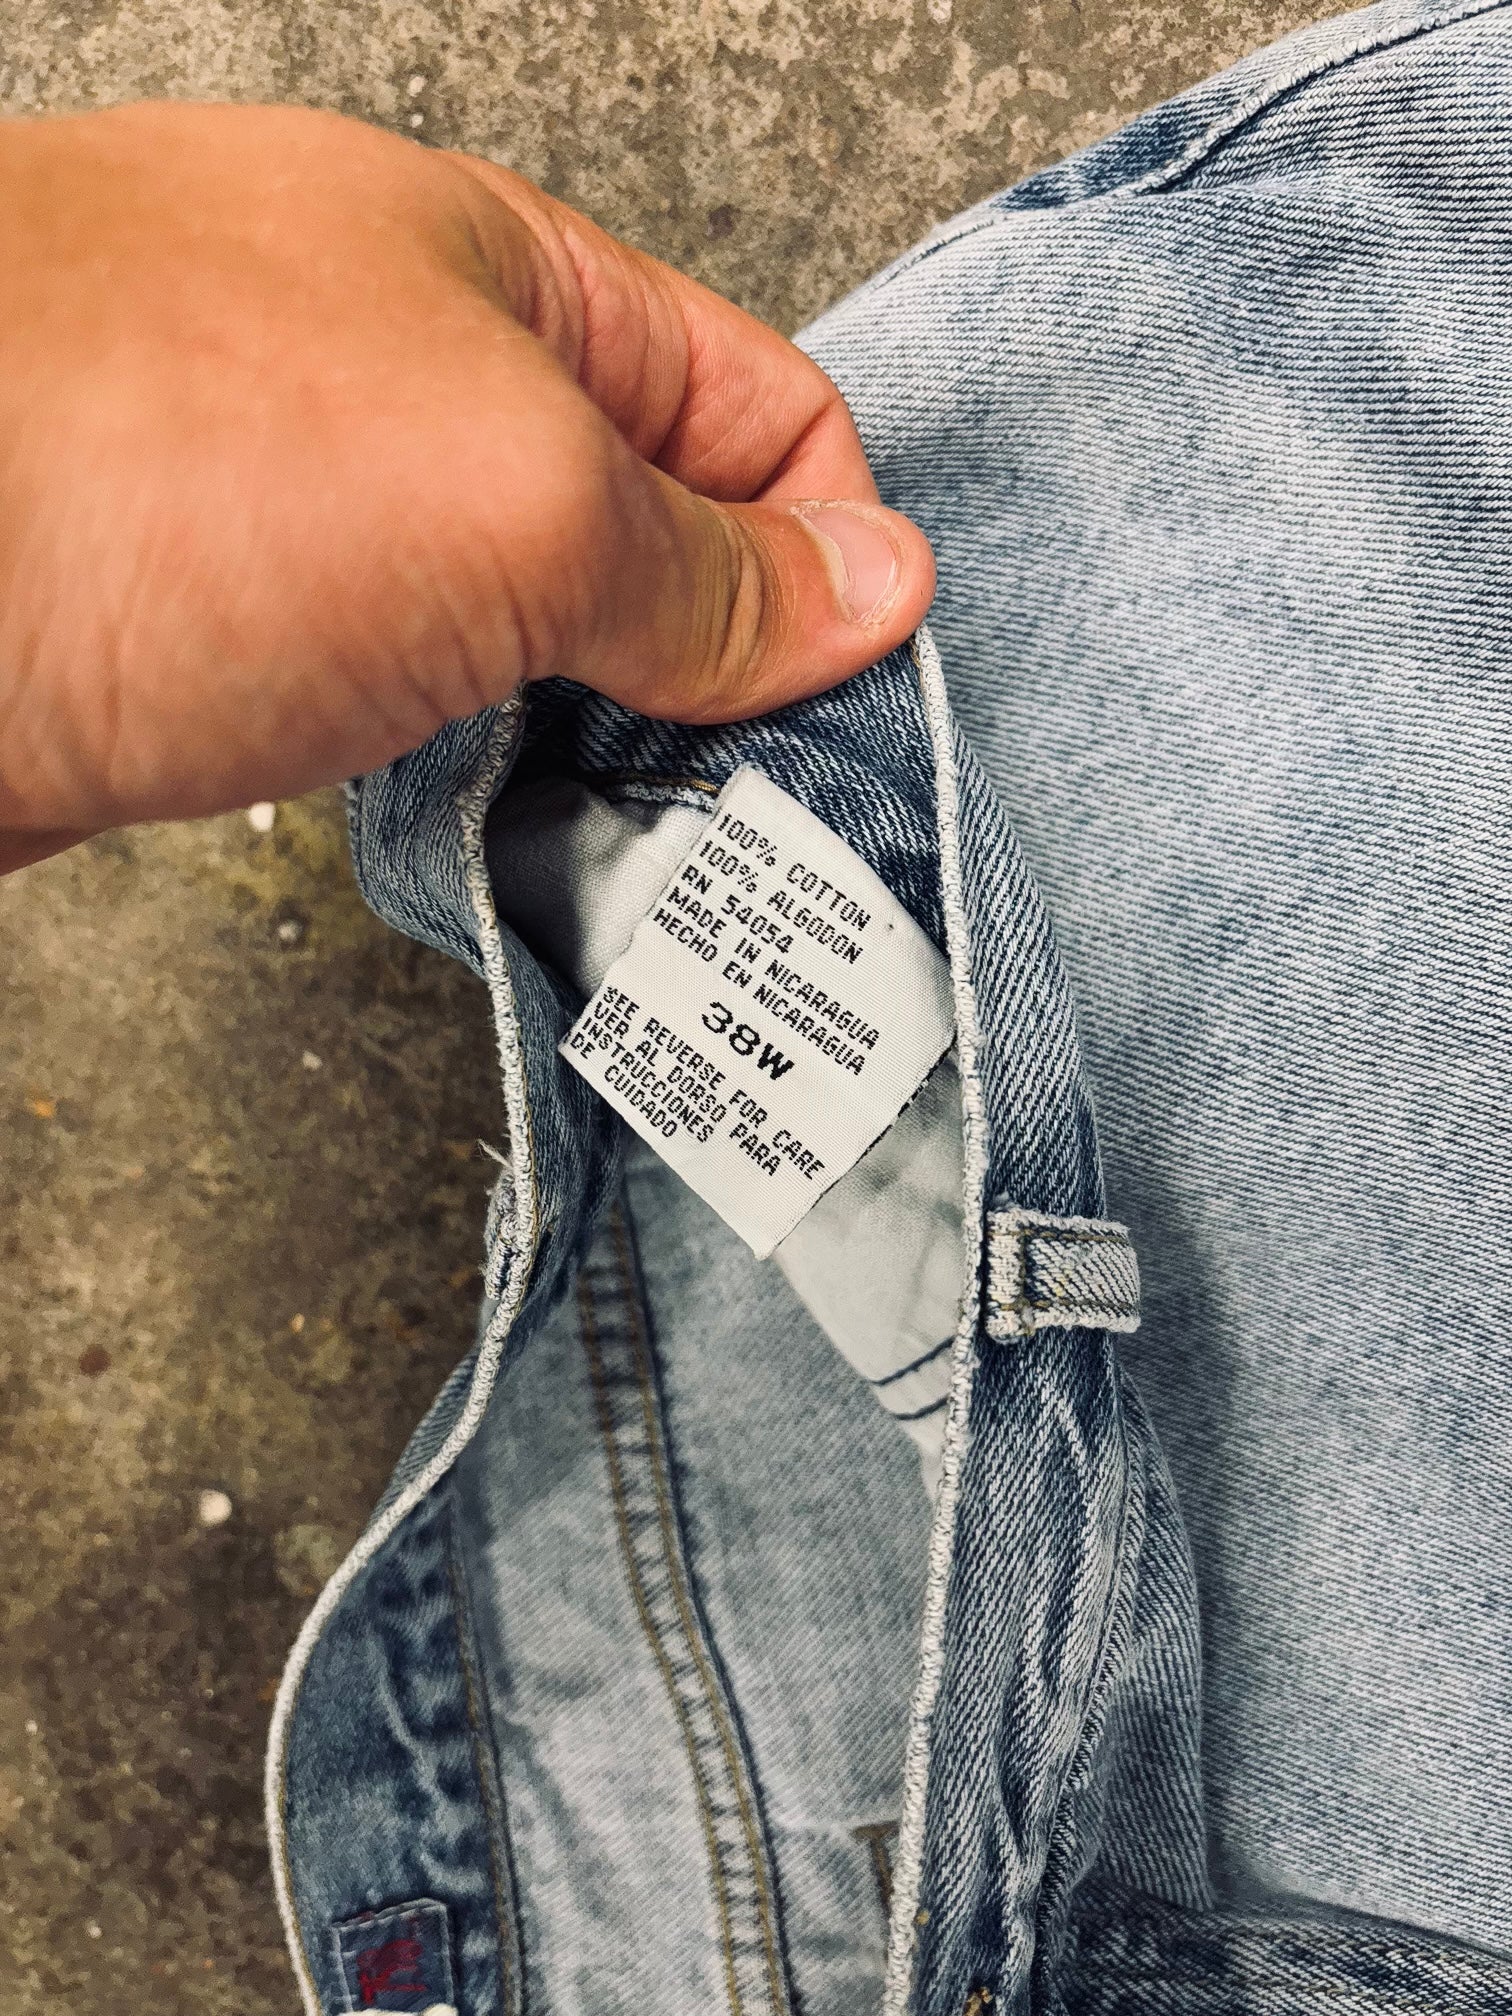 100% COTTON
100% ALGODON
RN 54054
MADE IN NICARAGUA
HECHO EN NICARAGUA
38W
SEE REVERSE FOR CARE
VER AL DORSO PARA
INSTRUCCIONES
DE CUIDADO